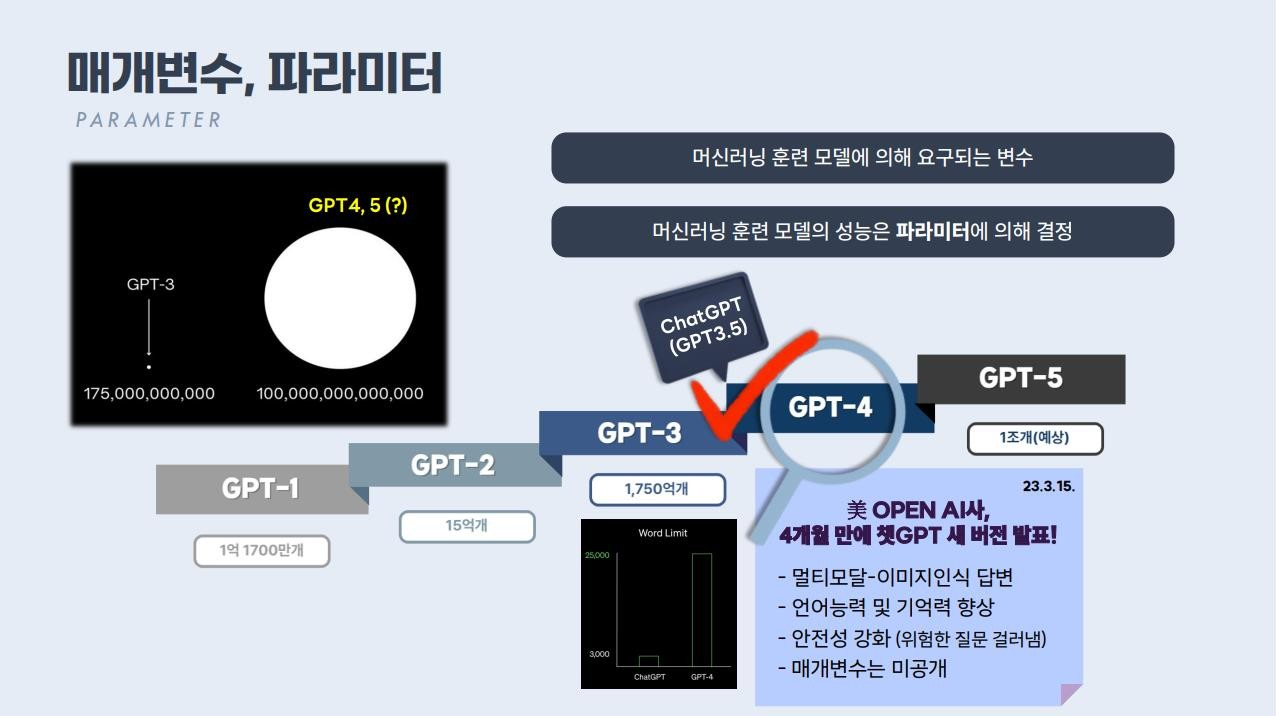 매개변수, 파라미터
PARAMETER
머신러닝 훈련 모델에 의해 요구되는 변수
머신러닝 훈련 모델의 성능은 파라미터에 의해 결정
GPT4, 5 (?)
GPT-3
175,000,000,000
100,000,000,000,000
ChatGPT
(GPT3.5)
GPT-1
1억 1700만개
GPT-2
15억개
GPT-3
1,750억개
GPT-4
GPT-5
1조개(예상)
Word Limit
25,000
3,000
ChatGPT
GPT-4
23.3.15.
美 OPEN AI사,
4개월 만에 챗GPT 새 버전 발표!
- 멀티모달-이미지인식 답변
- 언어능력 및 기억력 향상
- 안전성 강화 (위험한 질문 걸러냄)
- 매개변수는 미공개